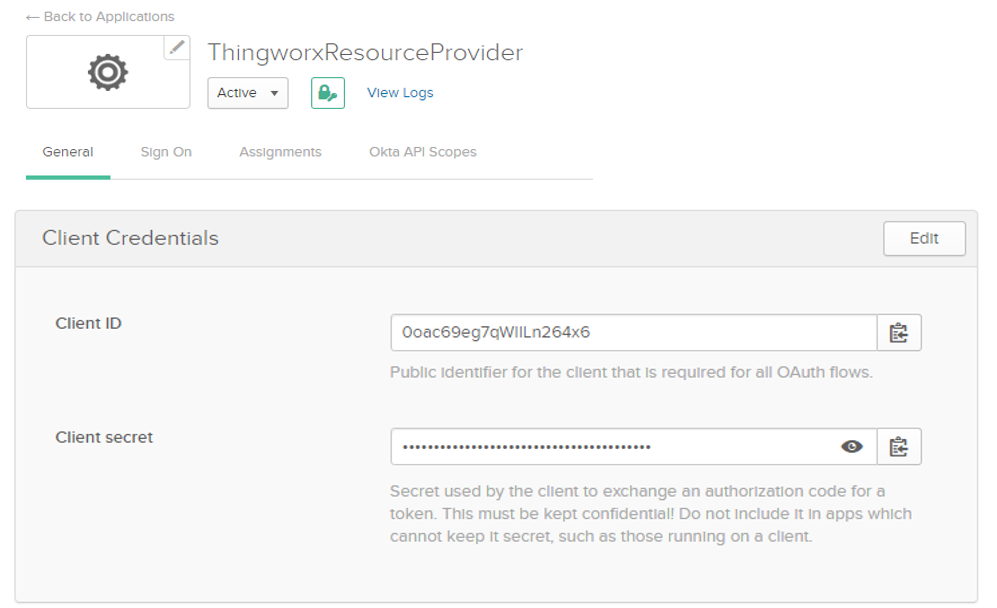 ← Back to Applications
ThingworxResourceProvider
Active
View Logs
General
Sign On
Assignments
Okta API Scopes
Client Credentials
Edit
Client ID
0oac69eg7qWIILn264x6
Public identifier for the client that is required for all OAuth flows.
Client secret
••••••••••••••••••••••••••••••••••••••••
Secret used by the client to exchange an authorization code for a
token. This must be kept confidential! Do not include it in apps which
cannot keep it secret, such as those running on a client.